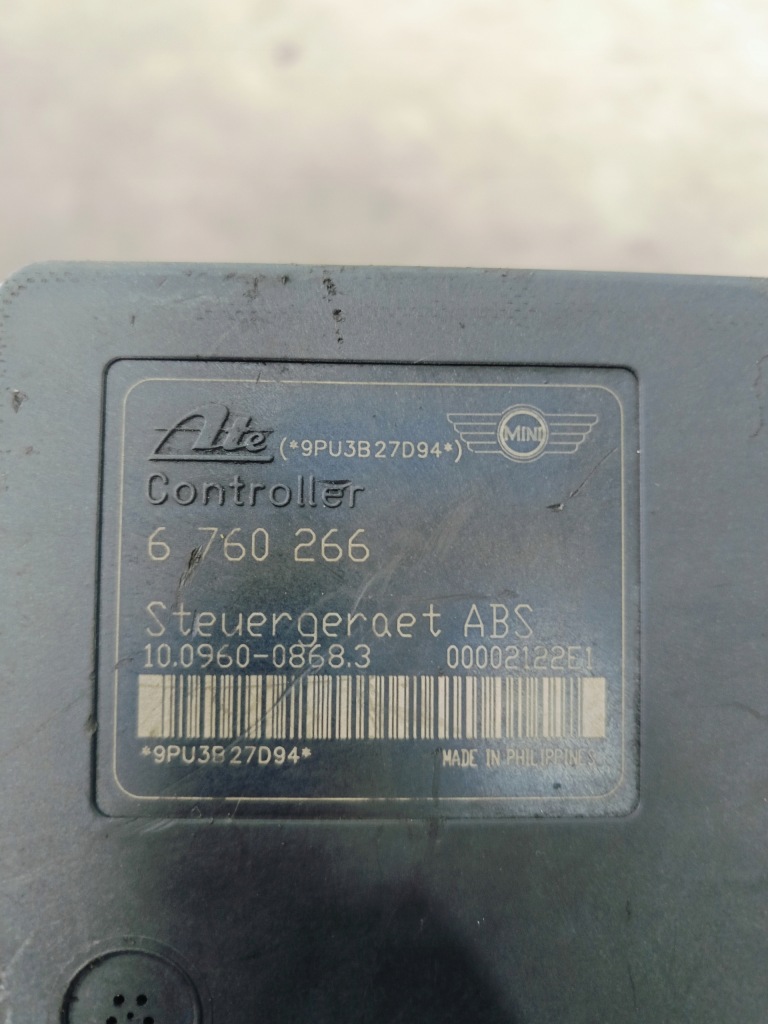 Ate (*9PU3B27D94*) MINI
Controller
6 760 266
Steuergeraet ABS
10.0960-0868.3 00002122E1
*9PU3B27D94* MADE IN PHILIPPINES